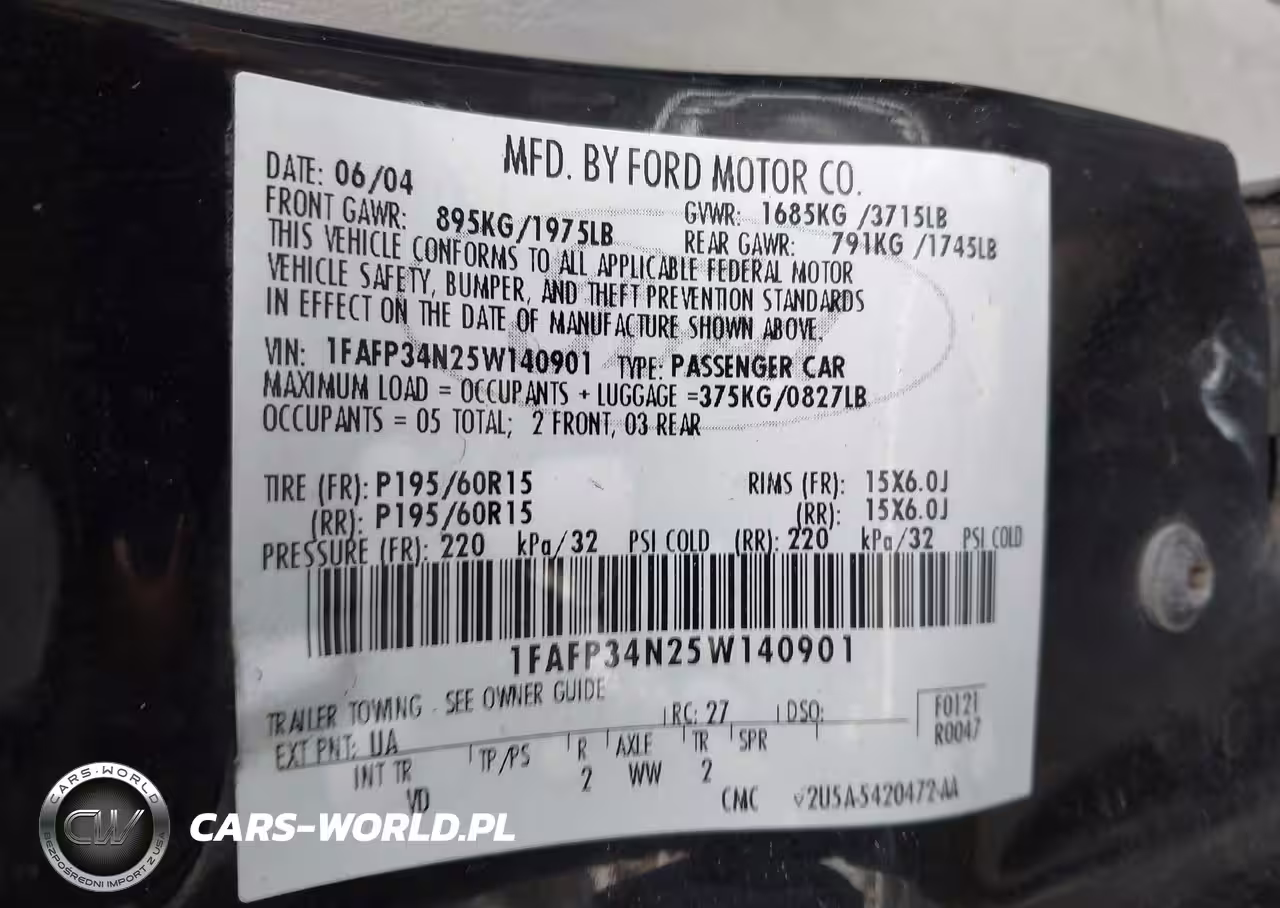 MFD. BY FORD MOTOR CO.
DATE: 06/04
GVWR: 1685KG /3715LB
FRONT GAWR: 895KG/1975LB
REAR GAWR: 791KG /1745LB
THIS VEHICLE CONFORMS TO ALL APPLICABLE FEDERAL MOTOR
VEHICLE SAFETY, BUMPER, AND THEFT PREVENTION STANDARDS
IN EFFECT ON THE DATE OF MANUFACTURE SHOWN ABOVE.
VIN: 1FAFP34N25W140901 TYPE: PASSENGER CAR
MAXIMUM LOAD = OCCUPANTS + LUGGAGE =375KG/0827LB
OCCUPANTS = 05 TOTAL; 2 FRONT, 03 REAR
TIRE (FR): P195/60R15 RIMS (FR): 15X6.0J
(RR): P195/60R15 (RR): 15X6.0J
PRESSURE (FR): 220 kPa/32 PSI COLD (RR): 220 kPa/32 PSI COLD
1FAFP34N25W140901
TRAILER TOWING - SEE OWNER GUIDE
EXT PNT: UA RC: 27 DSO: F0121
R0047
INT TR TP/PS R AXLE TR SPR
VD 2 WW 2
CMC 2U5A-5420472-AA
CARS-WORLD
CW
BEZPOŚREDNI IMPORT Z USA
CARS-WORLD.PL